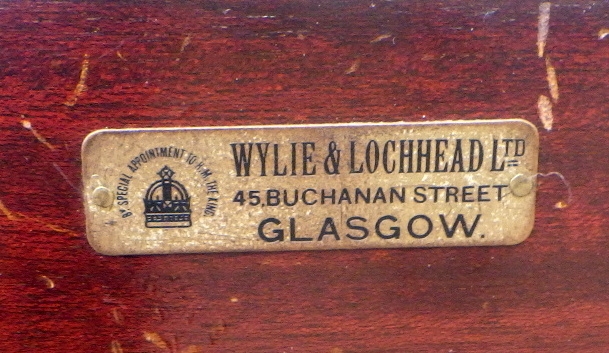 BY SPECIAL APPOINTMENT TO H.M. THE KING
WYLIE & LOCHHEAD LTD
45, BUCHANAN STREET
GLASGOW.